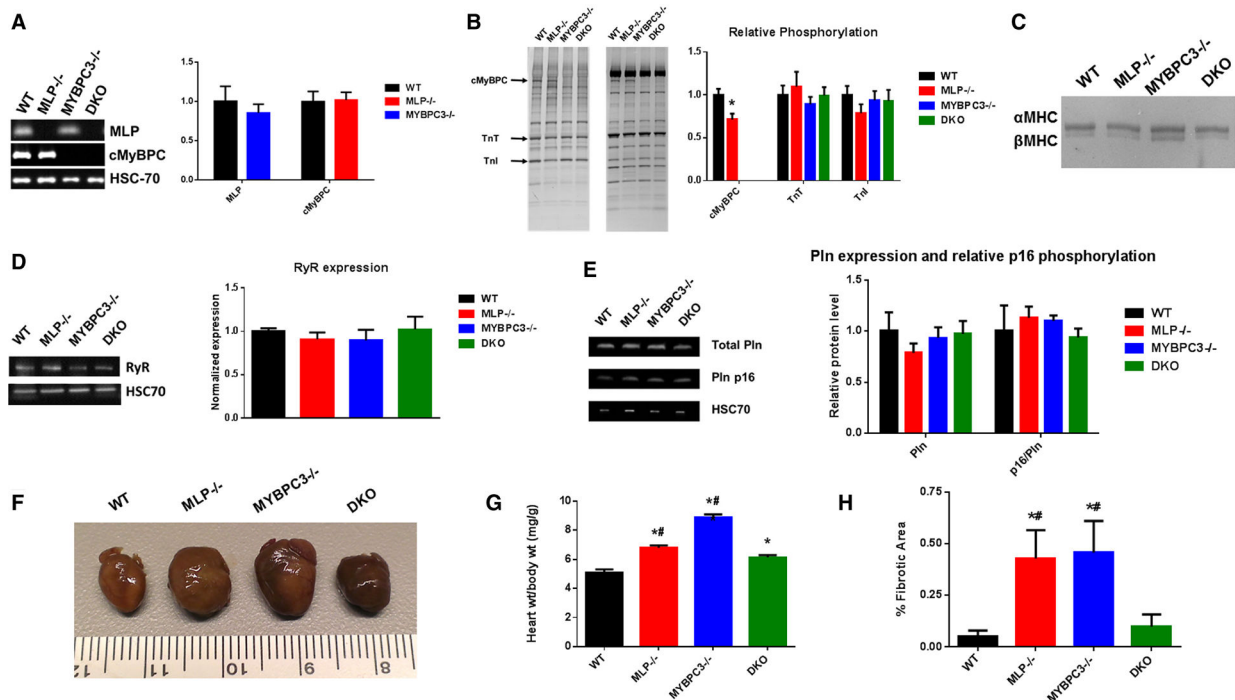 A
WT
MLP-/-
MYBPC3-/-
DKO
MLP
cMyBPC
HSC-70
1.5
1.0
0.5
0.0
MLP
cMyBPC
WT
MLP-/-
MYBPC3-/-
B
WT
MLP-/-
MYBPC3-/-
DKO
WT
MLP-/-
MYBPC3-/-
DKO
cMyBPC
TnT
TnI
Relative Phosphorylation
1.5
1.0
0.5
0.0
*
cMyBPC
TnT
TnI
WT
MLP-/-
MYBPC3-/-
DKO
C
WT
MLP-/-
MYBPC3-/-
DKO
αMHC
βMHC
D
WT
MLP-/-
MYBPC3-/-
DKO
RyR
HSC70
RyR expression
Normalized expression
1.5
1.0
0.5
0.0
WT
MLP-/-
MYBPC3-/-
DKO
E
WT
MLP-/-
MYBPC3-/-
DKO
Total Pln
Pln p16
HSC70
Pln expression and relative p16 phosphorylation
Relative protein level
1.5
1.0
0.5
0.0
Pln
p16/Pln
WT
MLP-/-
MYBPC3-/-
DKO
F
WT
MLP-/-
MYBPC3-/-
DKO
12
11
10
9
8
G
Heart wt/body wt (mg/g)
10
8
6
4
2
0
*#
*#
*
WT
MLP-/-
MYBPC3-/-
DKO
H
% Fibrotic Area
0.75
0.50
0.25
0.00
*#
*#
WT
MLP-/-
MYBPC3-/-
DKO